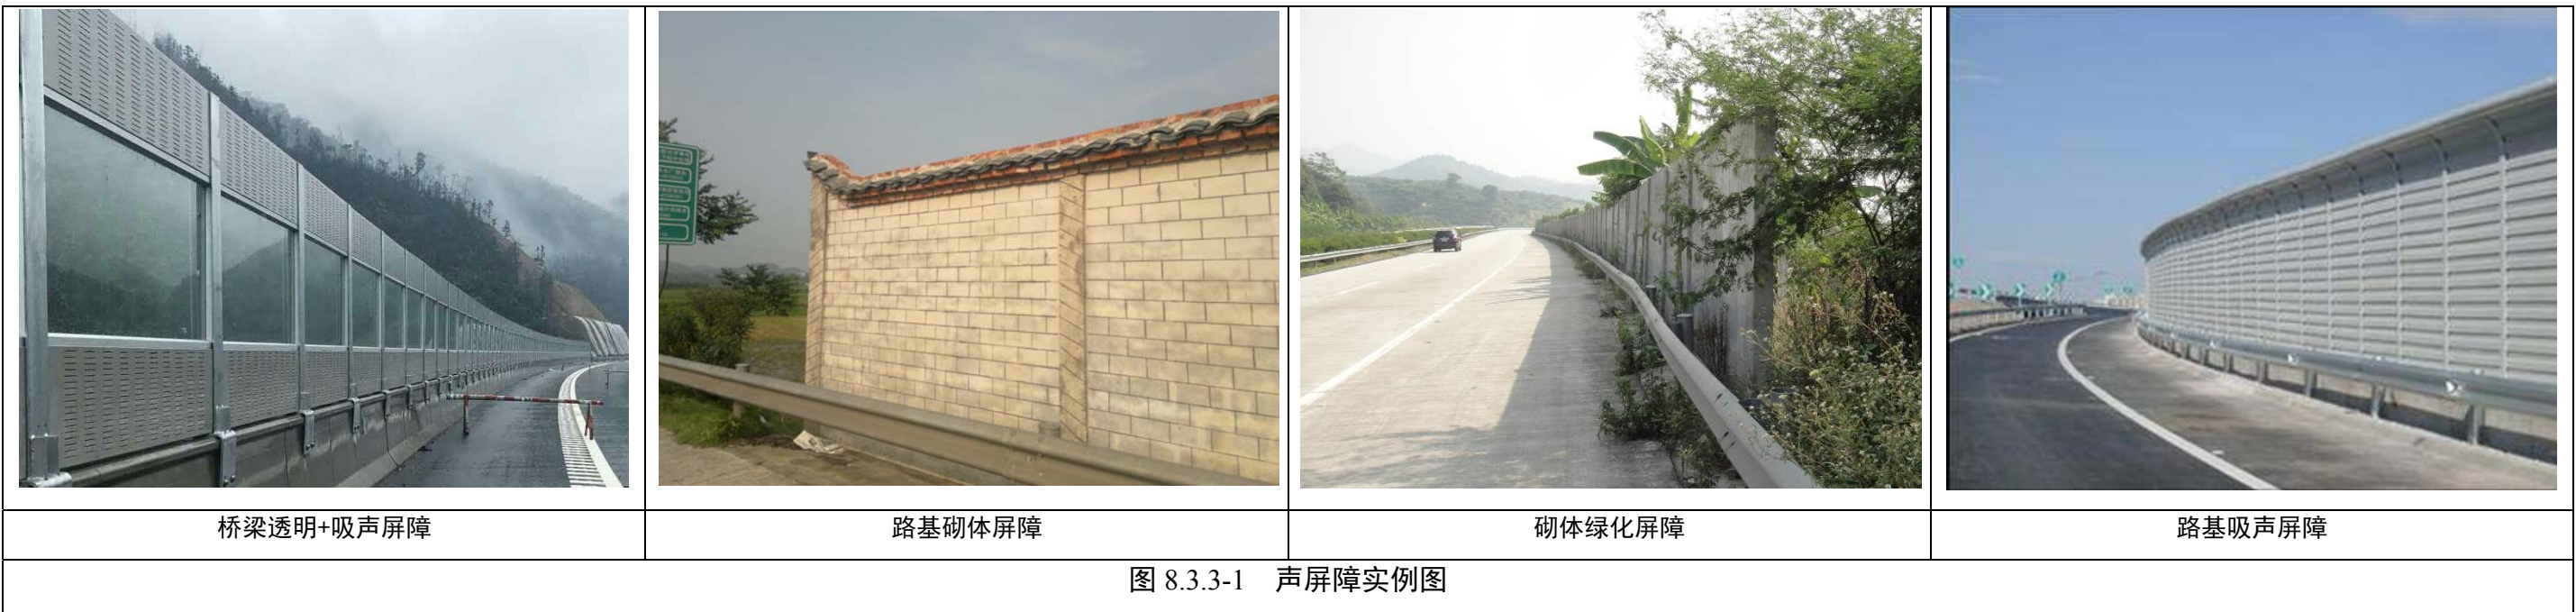 桥梁透明+吸声屏障
路基砌体屏障
砌体绿化屏障
路基吸声屏障
图 8.3.3-1 声屏障实例图